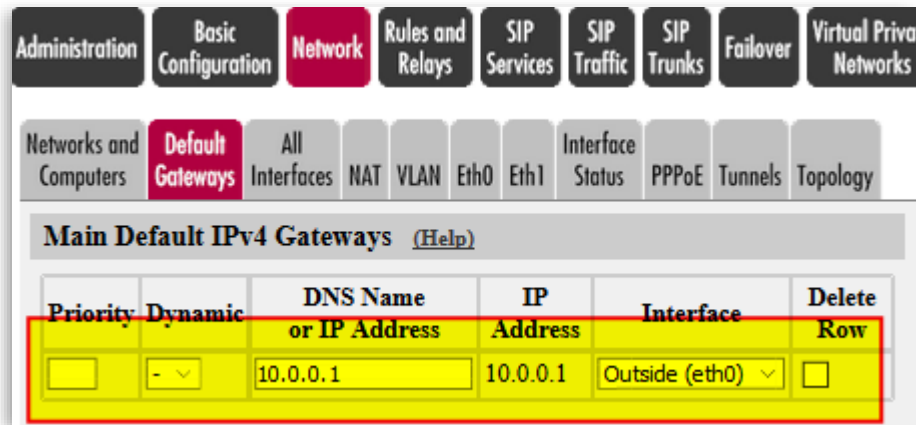 Administration
Basic
Configuration
Network
Rules and
Relays
SIP
Services
SIP
Traffic
SIP
Trunks
Failover
Virtual Priva
Networks
Networks and
Computers
Default
Gateways
All
Interfaces
NAT
VLAN
Eth0
Eth1
Interface
Status
PPPoE
Tunnels
Topology
Main Default IPv4 Gateways (Help)
Priority
Dynamic
DNS Name
or IP Address
IP
Address
Interface
Delete
Row
-
10.0.0.1
10.0.0.1
Outside (eth0)